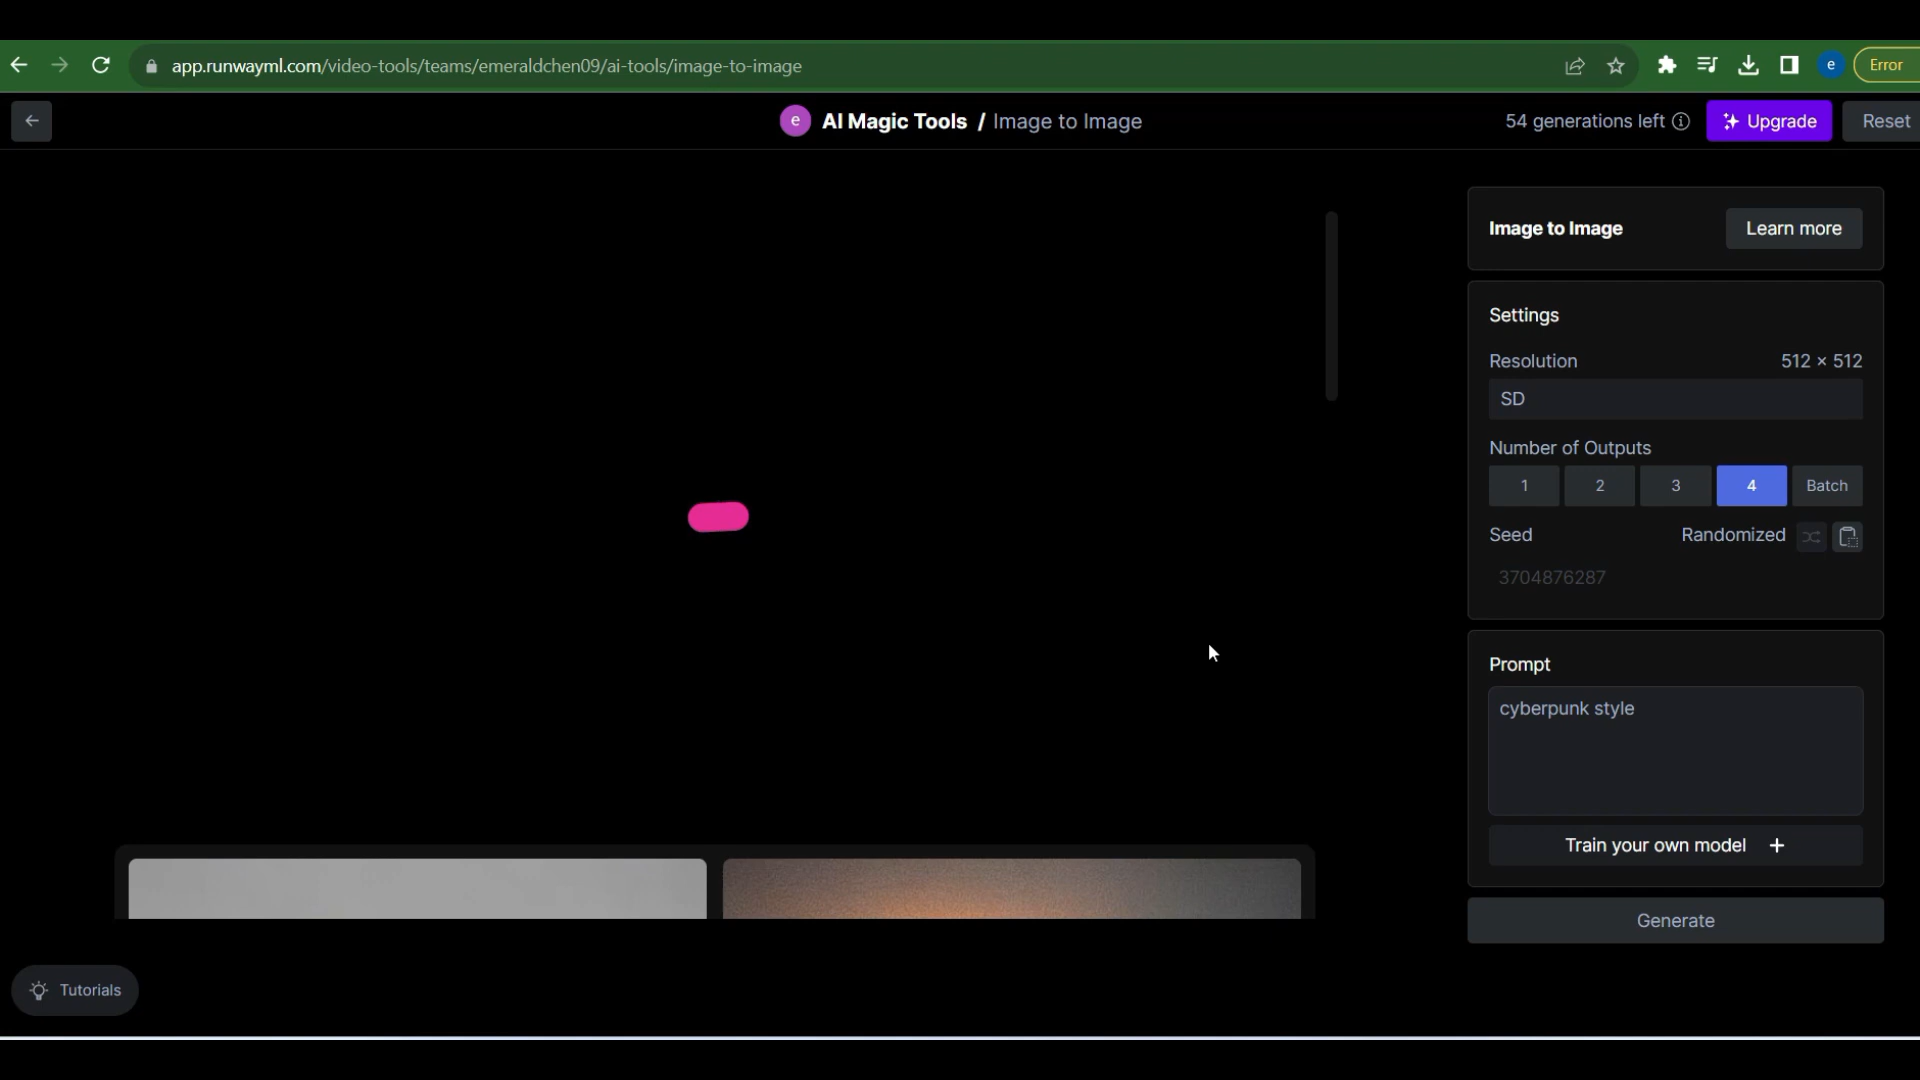 app.runwayml.com/video-tools/teams/emeraldchen09/ai-tools/image-to-image
e
Error
e
AI Magic Tools / Image to Image
54 generations left
Upgrade
Reset
Image to Image
Learn more
Settings
Resolution
512 × 512
SD
Number of Outputs
1
2
3
4
Batch
Seed
Randomized
3704876287
Prompt
cyberpunk style
Train your own model +
Generate
Tutorials